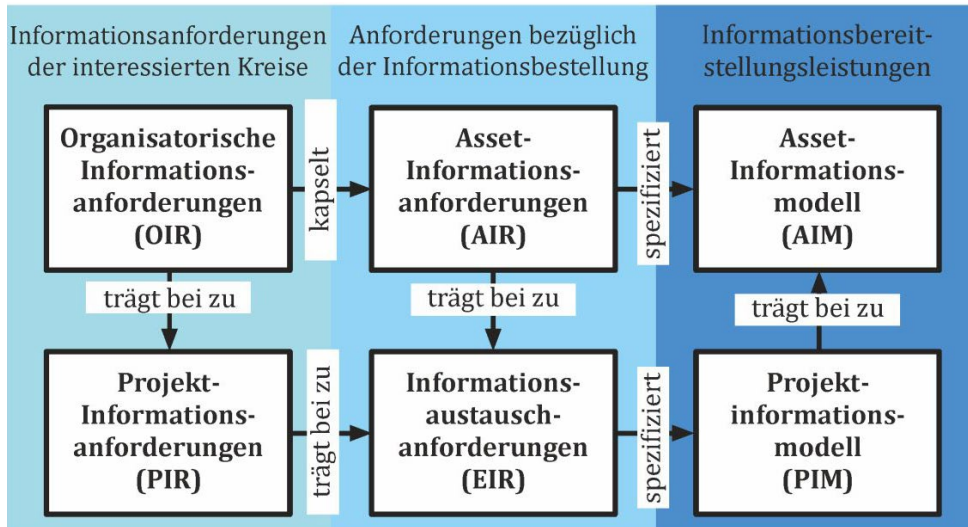 Informationsanforderungen
der interessierten Kreise
Anforderungen bezüglich
der Informationsbestellung
Informationsbereit-
stellungsleistungen
Organisatorische
Informations-
anforderungen
(OIR)
kapselt
Asset-
Informations-
anforderungen
(AIR)
spezifiziert
Asset-
Informations-
modell
(AIM)
trägt bei zu
trägt bei zu
trägt bei zu
Projekt-
Informations-
anforderungen
(PIR)
trägt bei zu
Informations-
austausch-
anforderungen
(EIR)
spezifiziert
Projekt-
informations-
modell
(PIM)